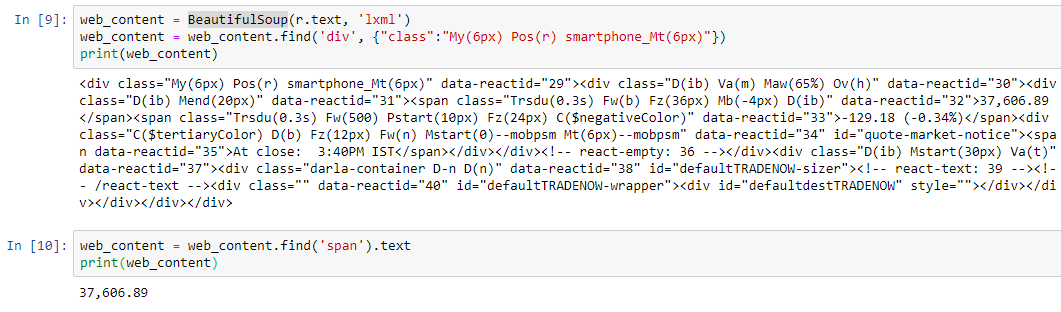 In [9]: web_content = BeautifulSoup(r.text, 'lxml')
web_content = web_content.find('div', {"class":"My(6px) Pos(r) smartphone_Mt(6px)"})
print(web_content)
<div class="My(6px) Pos(r) smartphone_Mt(6px)" data-reactid="29"><div class="D(ib) Va(m) Maw(65%) Ov(h)" data-reactid="30"><div
class="D(ib) Mend(20px)" data-reactid="31"><span class="Trsdu(0.3s) Fw(b) Fz(36px) Mb(-4px) D(ib)" data-reactid="32">37,606.89
</span><span class="Trsdu(0.3s) Fw(500) Pstart(10px) Fz(24px) C($negativeColor)" data-reactid="33">-129.18 (-0.34%)</span><div
class="C($tertiaryColor) D(b) Fz(12px) Fw(n) Mstart(0)--mobpsm Mt(6px)--mobpsm" data-reactid="34" id="quote-market-notice"><spa
n data-reactid="35">At close:  3:40PM IST</span></div></div><!-- react-empty: 36 --></div><div class="D(ib) Mstart(30px) Va(t)"
data-reactid="37"><div class="darla-container D-n D(n)" data-reactid="38" id="defaultTRADENOW-sizer"><!-- react-text: 39 --><!-
- /react-text --><div class="" data-reactid="40" id="defaultTRADENOW-wrapper"><div id="defaultdestTRADENOW" style=""></div></di
v></div></div></div>
In [10]: web_content = web_content.find('span').text
print(web_content)
37,606.89